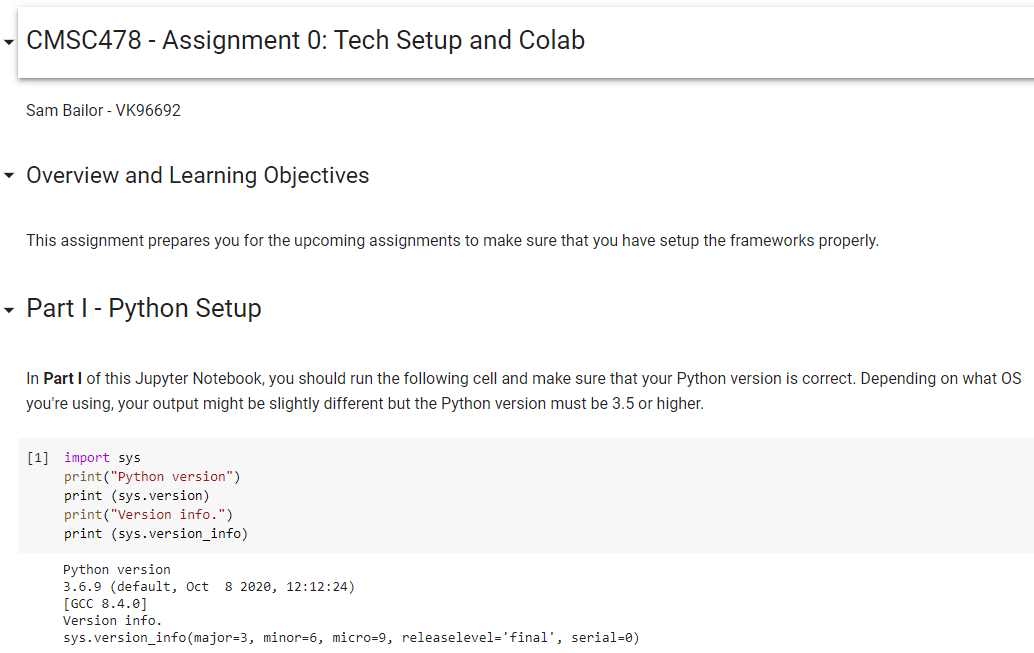 CMSC478 - Assignment 0: Tech Setup and Colab
Sam Bailor - VK96692
Overview and Learning Objectives
This assignment prepares you for the upcoming assignments to make sure that you have setup the frameworks properly.
Part I - Python Setup
In Part I of this Jupyter Notebook, you should run the following cell and make sure that your Python version is correct. Depending on what OS
you're using, your output might be slightly different but the Python version must be 3.5 or higher.
[1] import sys
print("Python version")
print (sys.version)
print("Version info.")
print (sys.version_info)
Python version
3.6.9 (default, Oct  8 2020, 12:12:24)
[GCC 8.4.0]
Version info.
sys.version_info(major=3, minor=6, micro=9, releaselevel='final', serial=0)